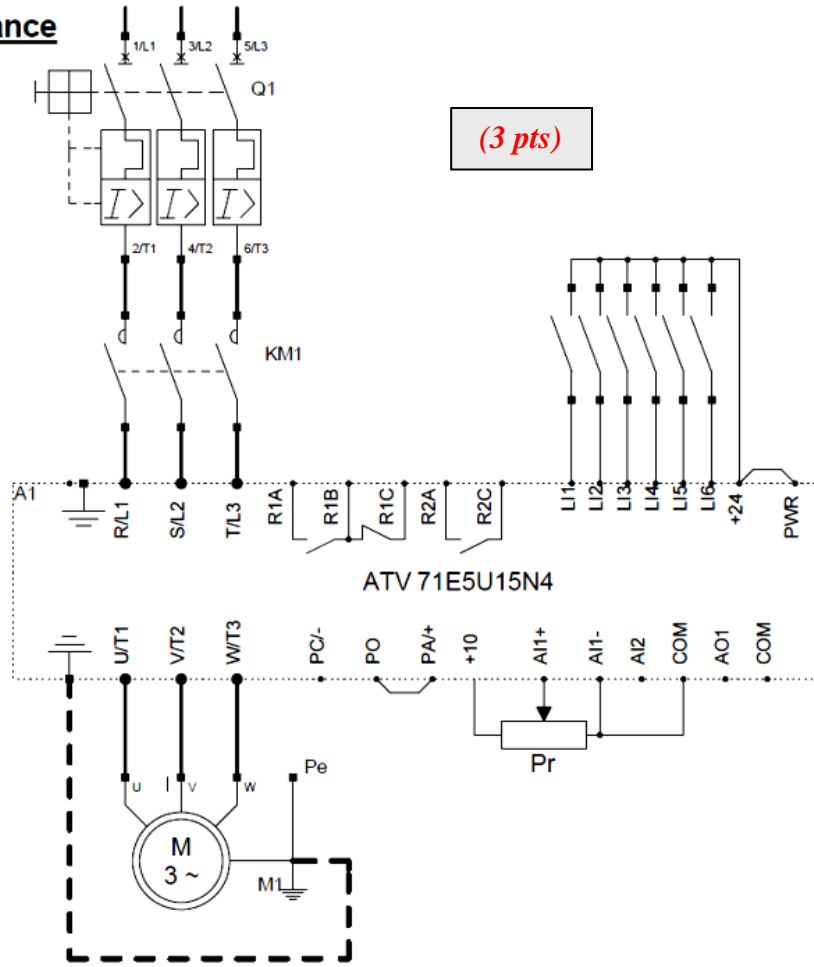 ance
1/L1 3/L2 5/L3
Q1
(3 pts)
I> I> I>
2/T1 4/T2 6/T3
KM1
A1
R/L1 S/L2 T/L3 R1A R1B R1C R2A R2C LI1 LI2 LI3 LI4 LI5 LI6 +24 PWR
ATV 71E5U15N4
U/T1 V/T2 W/T3 PC/- PO PA/+ +10 AI1+ AI1- AI2 COM AO1 COM
Pr
Pe
U V W
M
3 ~
M1